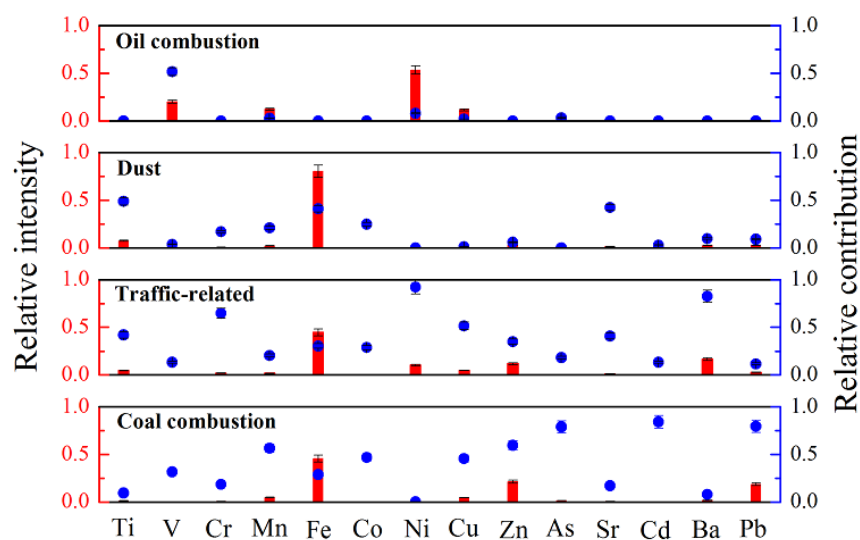 1.0 Oil combustion 1.0
0.5 0.5
0.0 0.0
1.0 Dust 1.0
0.5 0.5
0.0 0.0
1.0 Traffic-related 1.0
0.5 0.5
0.0 0.0
1.0 Coal combustion 1.0
0.5 0.5
0.0 0.0
Relative intensity
Relative contribution
Ti V Cr Mn Fe Co Ni Cu Zn As Sr Cd Ba Pb